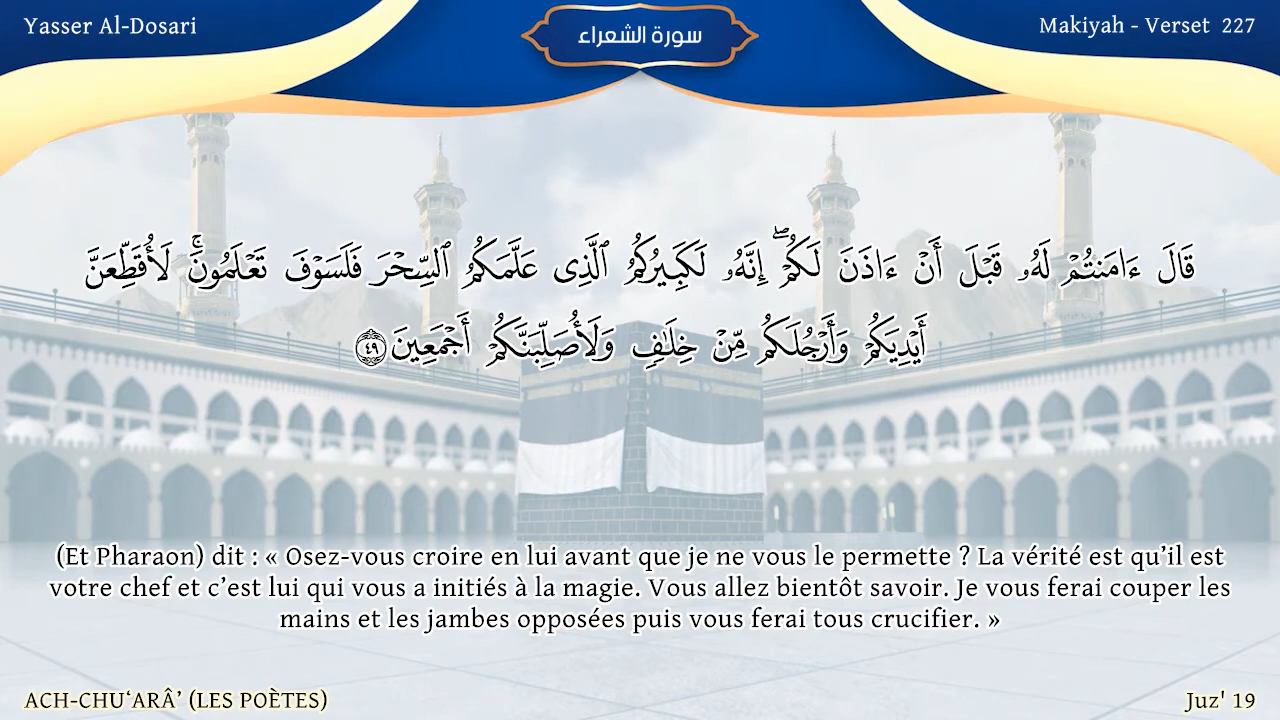 Yasser Al-Dosari
سورة الشعراء
Makiyah - Verset 227
قَالَ ءَامَنتُمْ لَهُۥ قَبْلَ أَنْ ءَاذَنَ لَكُمْ ۖ إِنَّهُۥ لَكَبِيرُكُمُ ٱلَّذِى عَلَّمَكُمُ ٱلسِّحْرَ فَلَسَوْفَ تَعْلَمُونَ ۚ لَأُقَطِّعَنَّ
أَيْدِيَكُمْ وَأَرْجُلَكُم مِّنْ خِلَـٰفٍ وَلَأُصَلِّبَنَّكُمْ أَجْمَعِينَ ٤٩
(Et Pharaon) dit : « Osez-vous croire en lui avant que je ne vous le permette ? La vérité est qu’il est
votre chef et c’est lui qui vous a initiés à la magie. Vous allez bientôt savoir. Je vous ferai couper les
mains et les jambes opposées puis vous ferai tous crucifier. »
ACH-CHU‘ARÂ’ (LES POÈTES)
Juz' 19